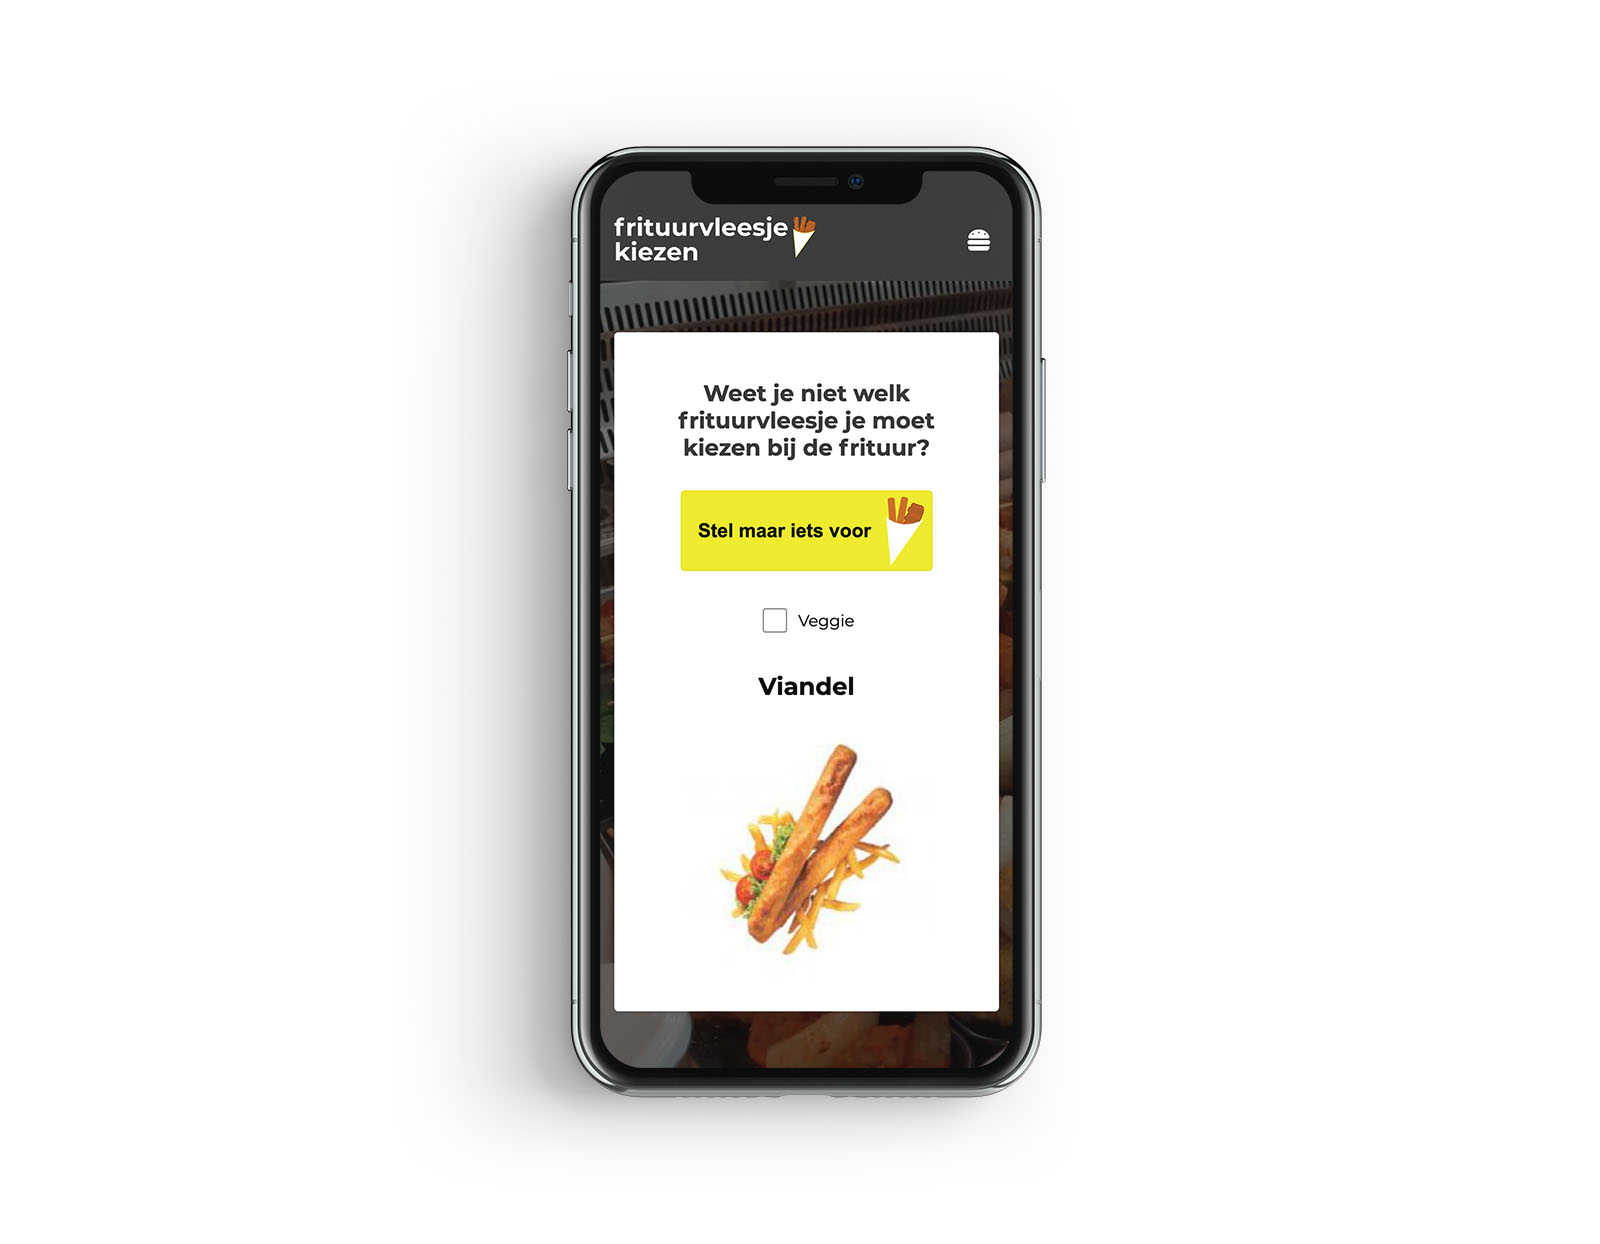 frituurvleesje
kiezen
Weet je niet welk
frituurvleesje je moet
kiezen bij de frituur?
Stel maar iets voor
Veggie
Viandel